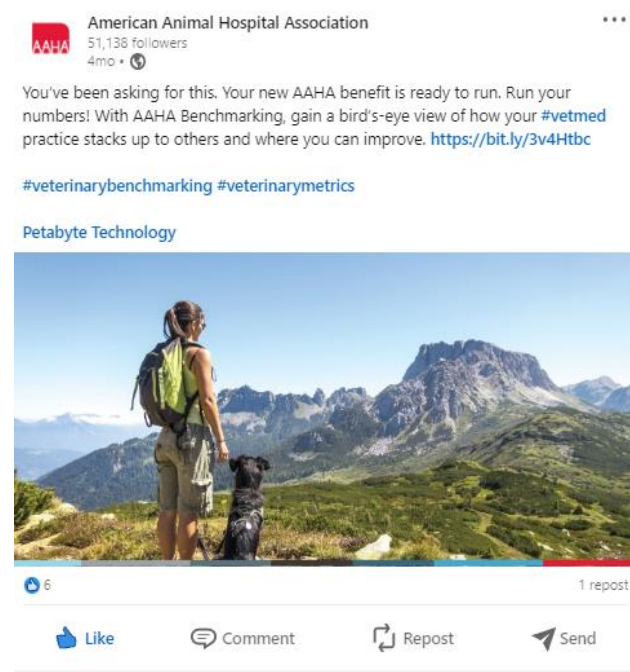 AAHA
American Animal Hospital Association
51,138 followers
4mo •
You've been asking for this. Your new AAHA benefit is ready to run. Run your
numbers! With AAHA Benchmarking, gain a bird's-eye view of how your #vetmed
practice stacks up to others and where you can improve. https://bit.ly/3v4Htbc
#veterinarybenchmarking #veterinarymetrics
Petabyte Technology
6
1 repost
Like
Comment
Repost
Send